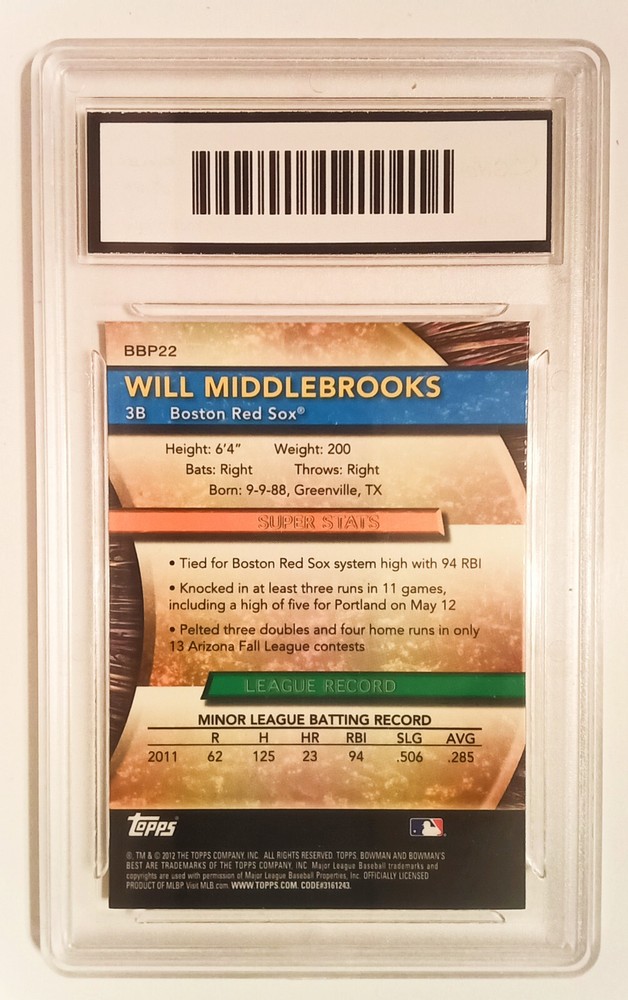 BBP22
WILL MIDDLEBROOKS
3B Boston Red Sox®
Height: 6'4" Weight: 200
Bats: Right Throws: Right
Born: 9-9-88, Greenville, TX
SUPER STATS
• Tied for Boston Red Sox system high with 94 RBI
• Knocked in at least three runs in 11 games,
including a high of five for Portland on May 12
• Pelted three doubles and four home runs in only
13 Arizona Fall League contests
LEAGUE RECORD
MINOR LEAGUE BATTING RECORD
R H HR RBI SLG AVG
2011 62 125 23 94 .506 .285
topps
®, TM & © 2012 THE TOPPS COMPANY, INC. ALL RIGHTS RESERVED. TOPPS, BOWMAN AND BOWMAN'S
BEST ARE TRADEMARKS OF THE TOPPS COMPANY, INC. Major League Baseball trademarks and
copyrights are used with permission of Major League Baseball Properties, Inc. OFFICIALLY LICENSED
PRODUCT OF MLBP Visit MLB.com. WWW.TOPPS.COM. CODE#3161243